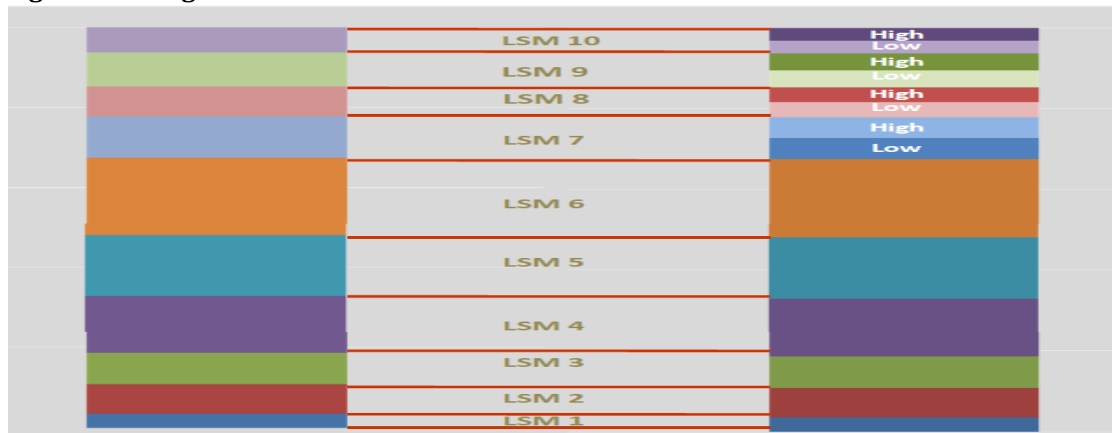 High
LSM 10
Low
High
LSM 9
Low
LSM 8
High
Low
High
LSM 7
Low
LSM 6
LSM 5
LSM 4
LSM 3
LSM 2
LSM 1